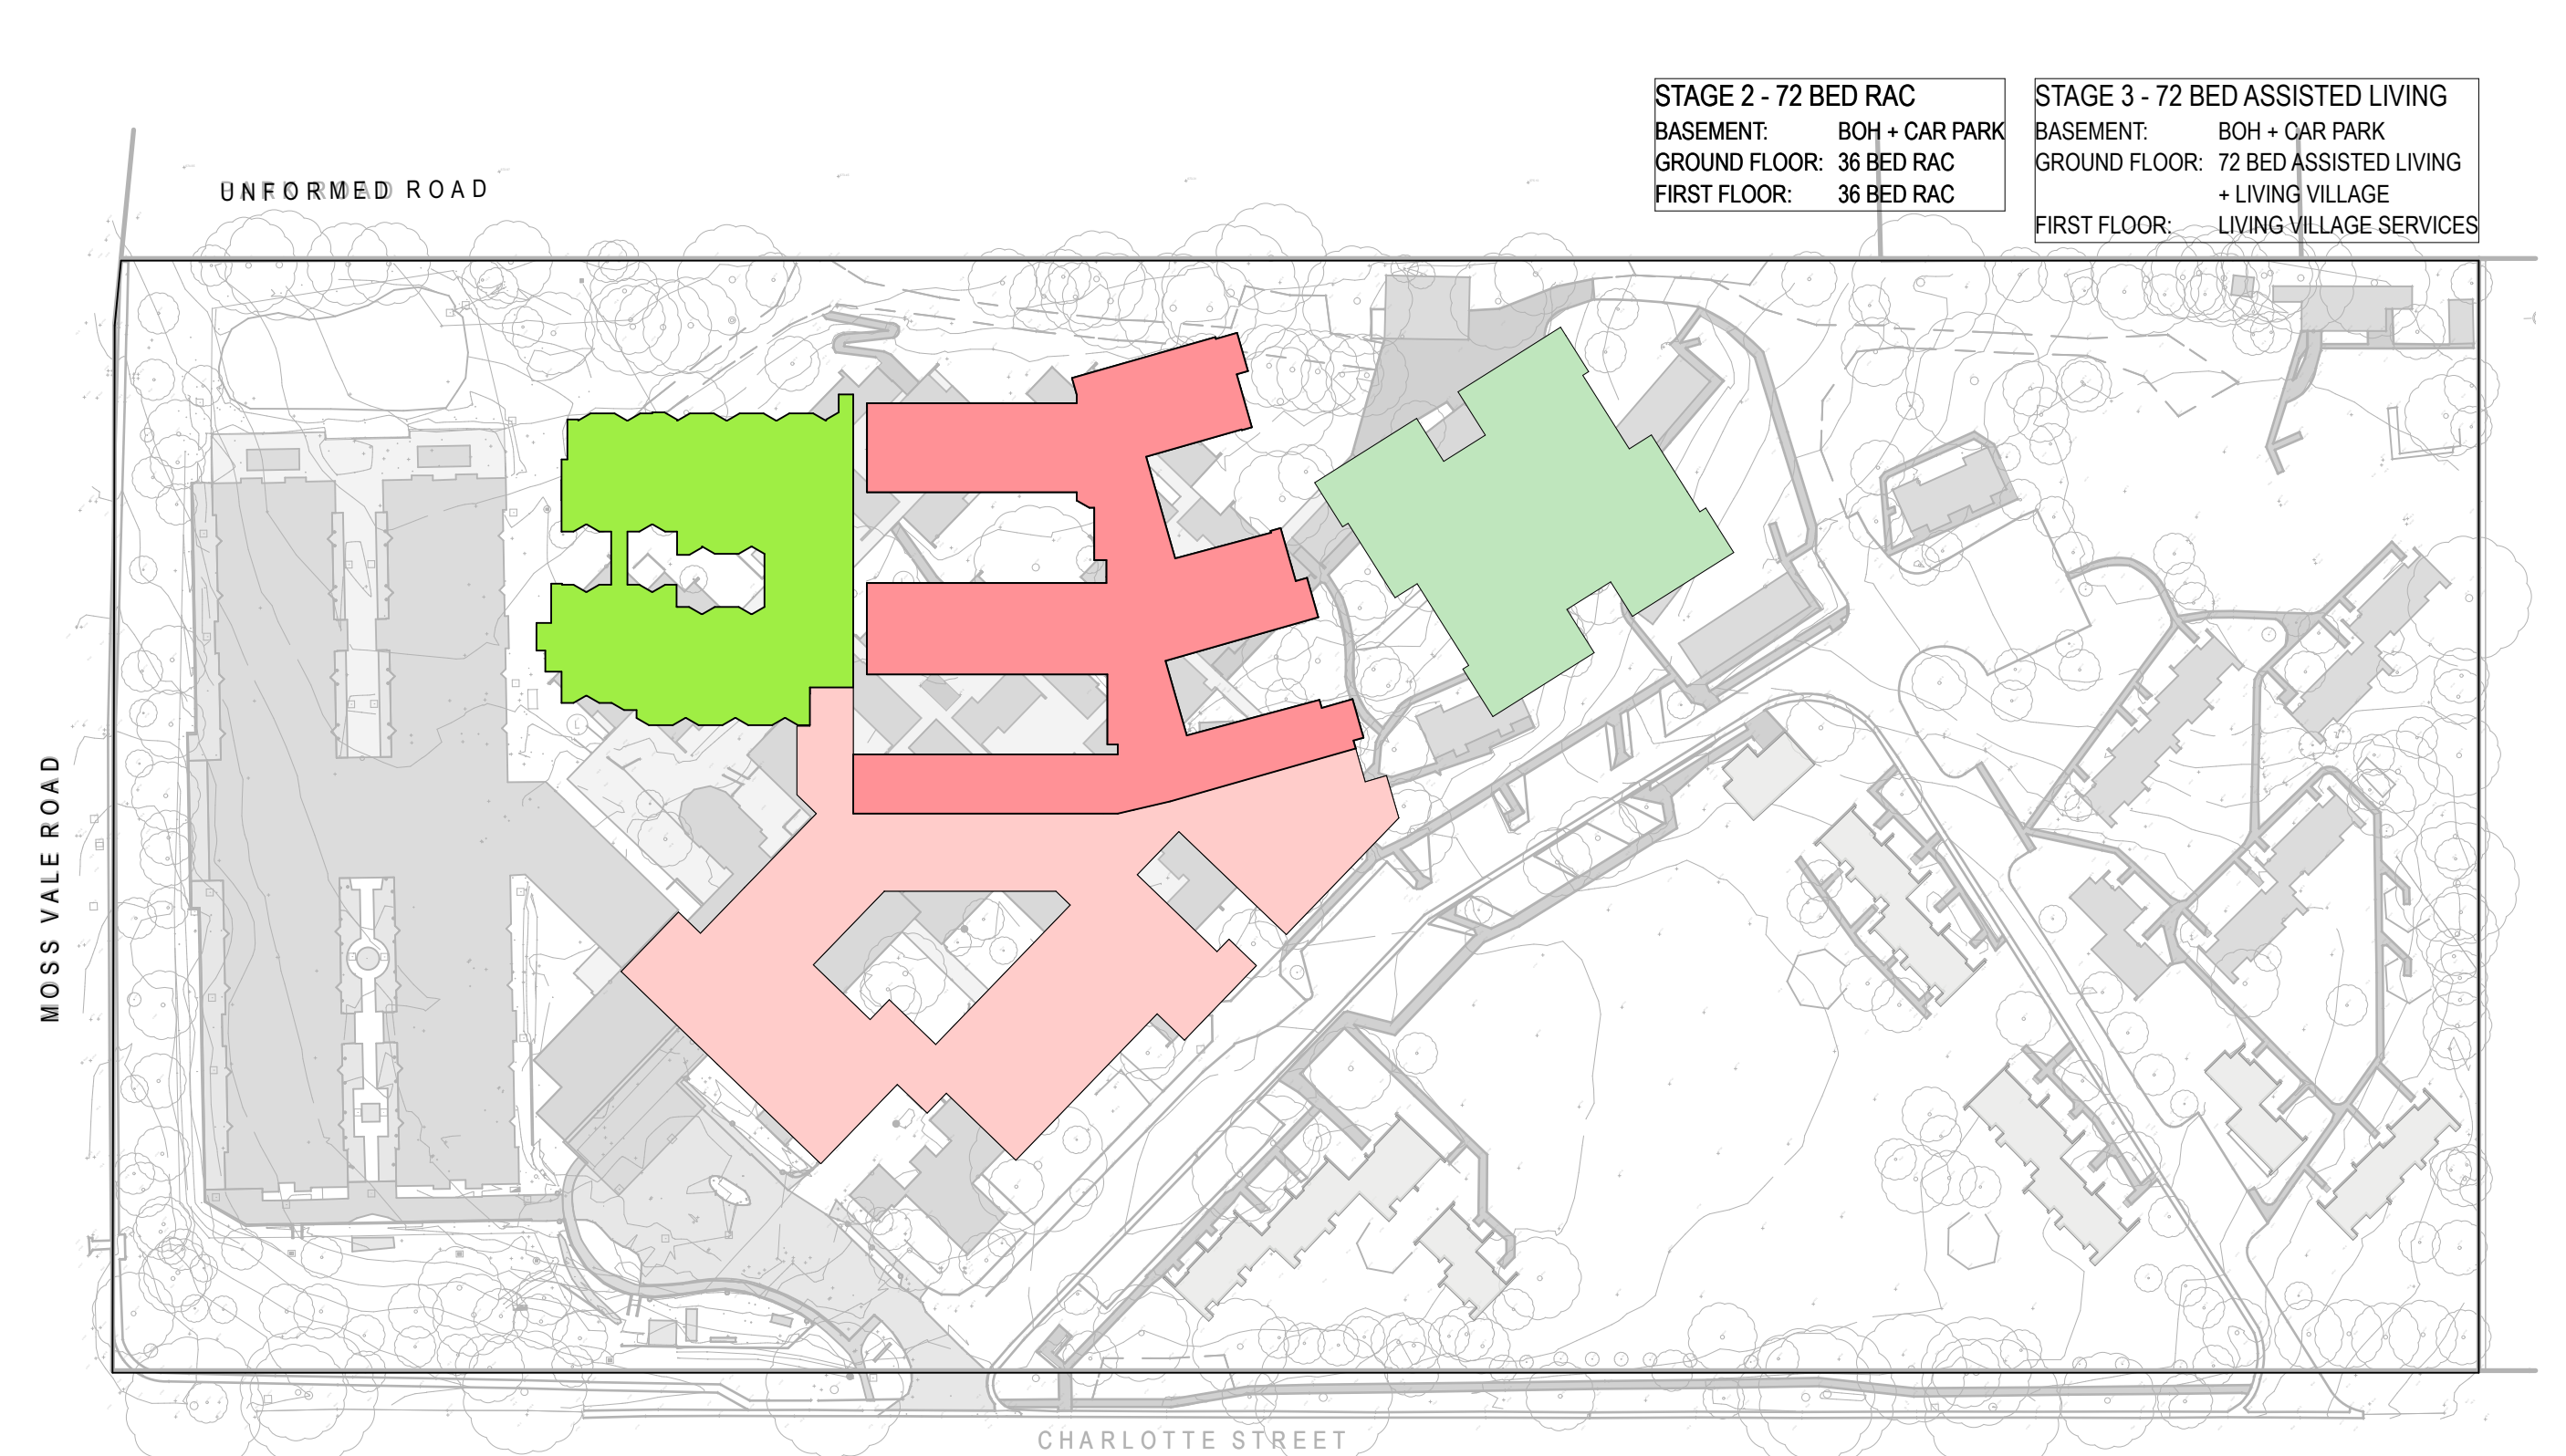 STAGE 2 - 72 BED RAC
BASEMENT: BOH + CAR PARK
GROUND FLOOR: 36 BED RAC
FIRST FLOOR: 36 BED RAC
STAGE 3 - 72 BED ASSISTED LIVING
BASEMENT: BOH + CAR PARK
GROUND FLOOR: 72 BED ASSISTED LIVING
+ LIVING VILLAGE
FIRST FLOOR: LIVING VILLAGE SERVICES
UNFORMED ROAD
PARK ROAD
MOSS VALE ROAD
CHARLOTTE STREET